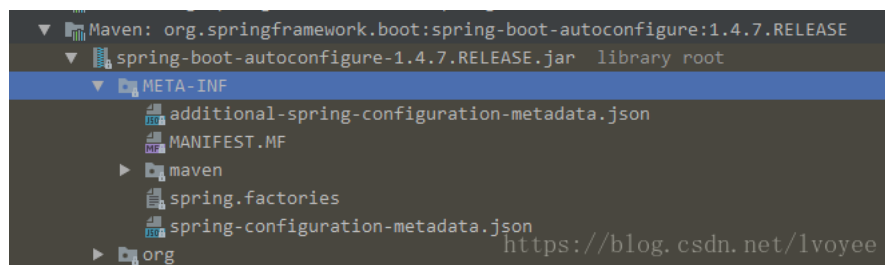 Maven: org.springframework.boot:spring-boot-autoconfigure:1.4.7.RELEASE
spring-boot-autoconfigure-1.4.7.RELEASE.jar library root
META-INF
additional-spring-configuration-metadata.json
MANIFEST.MF
maven
spring.factories
spring-configuration-metadata.json
https://blog.csdn.net/lvoyee
org